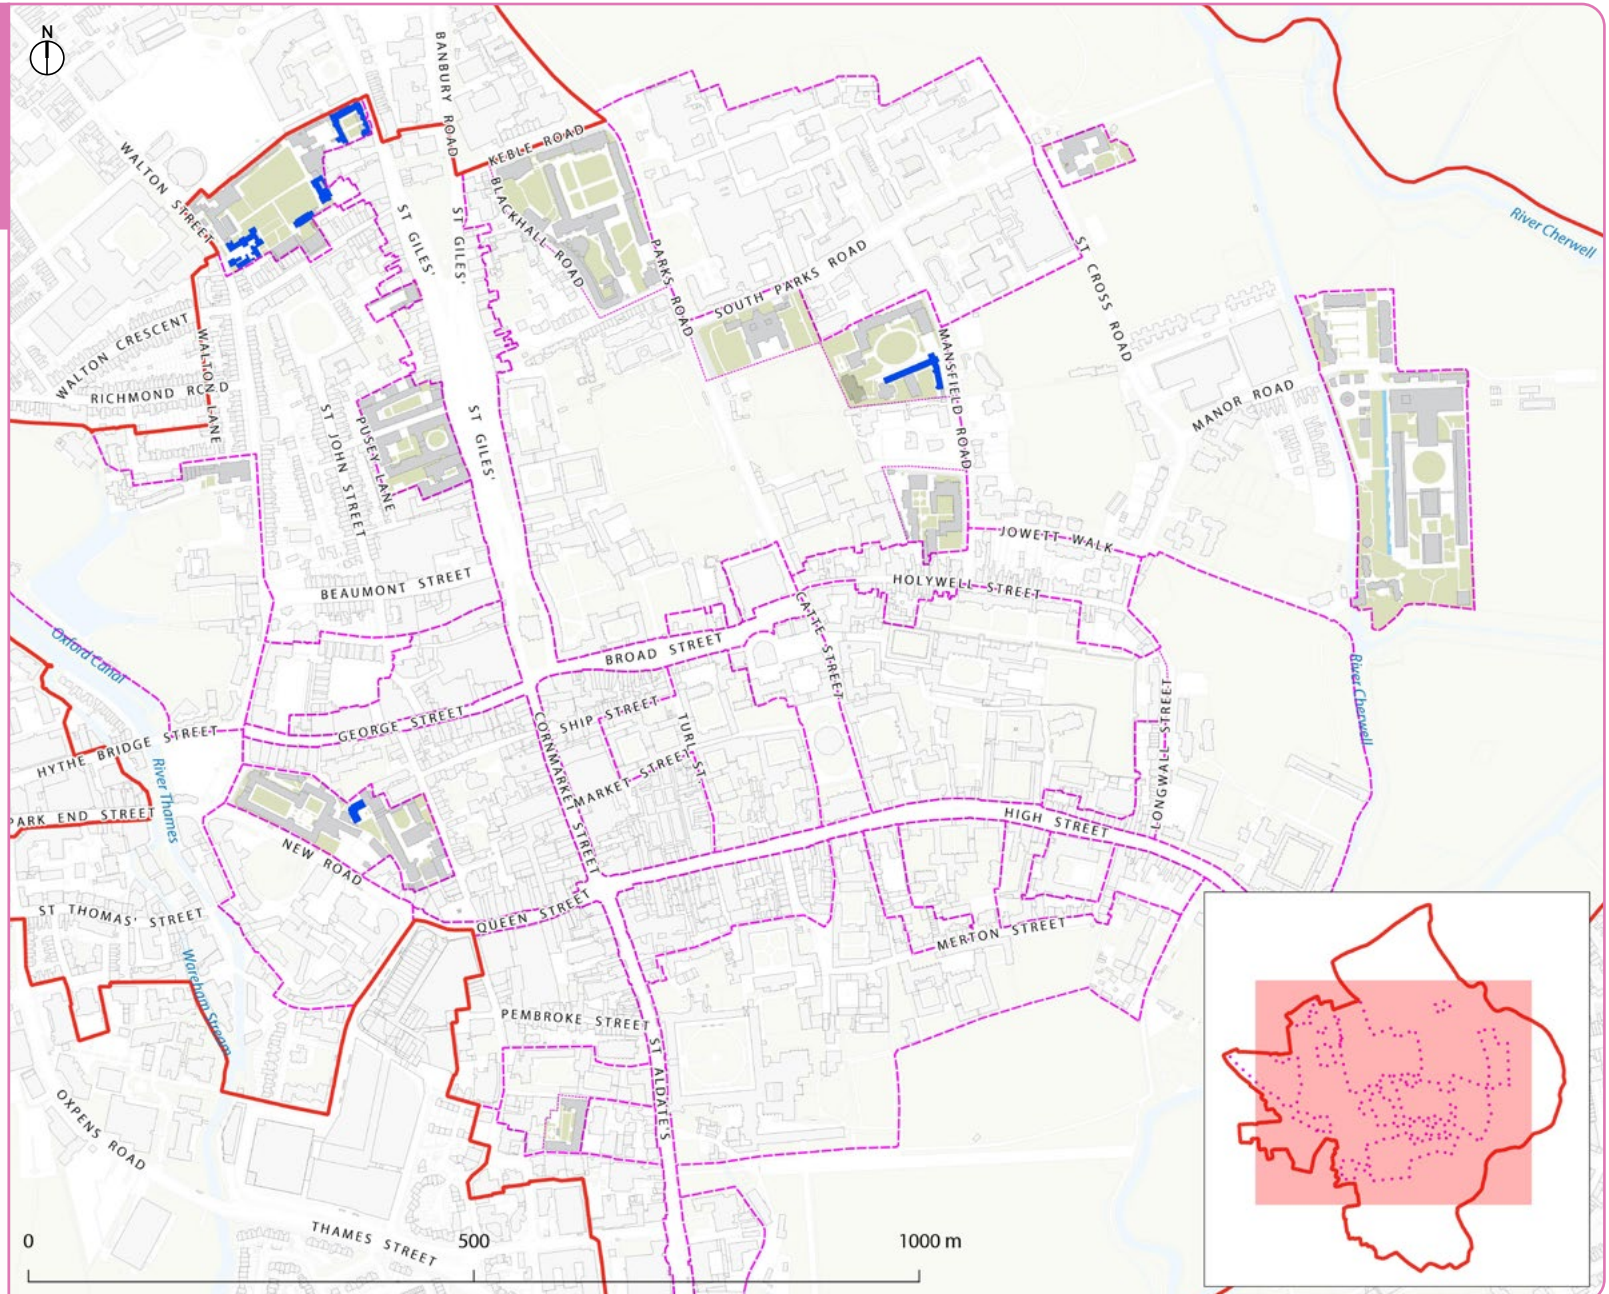 N
BANBURY ROAD
KEBLE ROAD
WALTON STREET
BLACKHALL ROAD
ST GILES'
ST GILES'
PARKS ROAD
SOUTH PARKS ROAD
ST CROSS ROAD
River Cherwell
WALTON CRESCENT
RICHMOND ROAD
WALTON LANE
MANSFIELD ROAD
MANOR ROAD
ST JOHN STREET
PUSEY LANE
ST GILES'
JOWETT WALK
BEAUMONT STREET
HOLYWELL STREET
CATTE STREET
Oxford Canal
BROAD STREET
River Cherwell
HYTHE BRIDGE STREET
GEORGE STREET
SHIP STREET
TURL ST.
LONGWALL STREET
CORNMARKET STREET
MARKET STREET
River Thames
PARK END STREET
HIGH STREET
NEW ROAD
ST THOMAS' STREET
QUEEN STREET
MERTON STREET
Wareham Stream
PEMBROKE STREET
ST ALDATE'S
OXPENS ROAD
THAMES STREET
0 500 1000 m